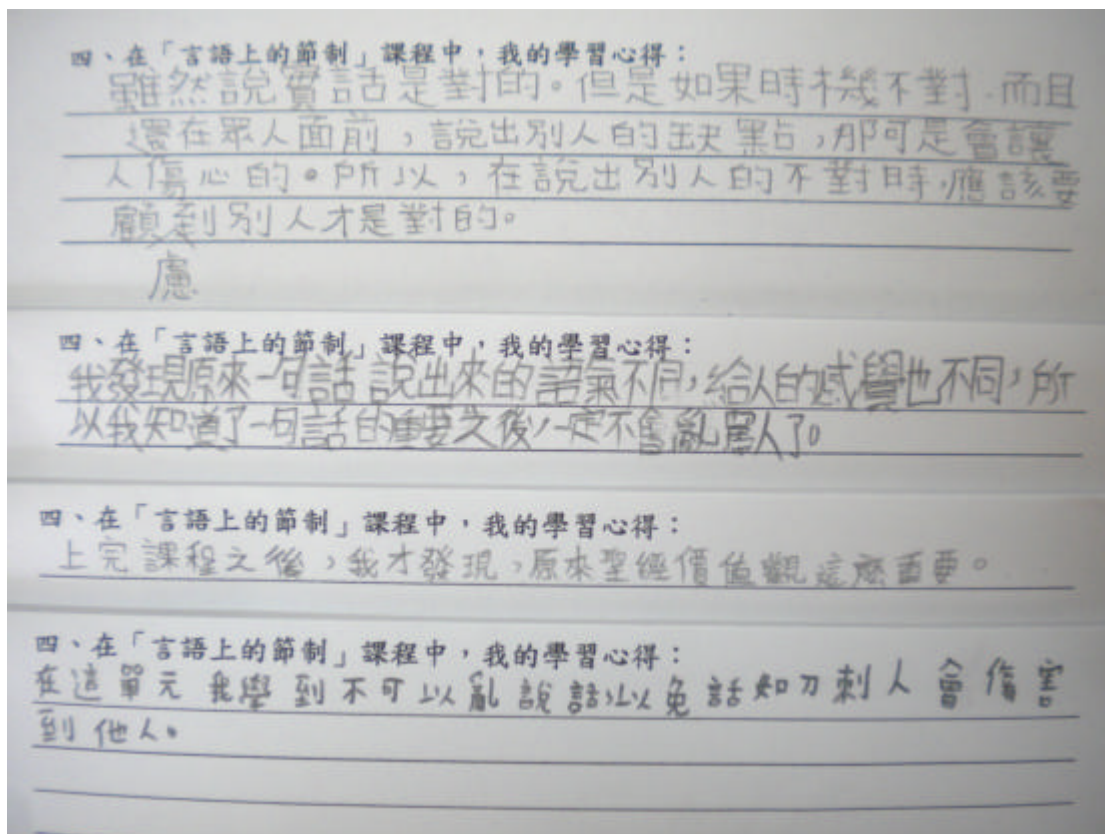 四、在「言語上的節制」課程中，我的學習心得：
雖然說實話是對的。但是如果時機不對．而且
還在眾人面前，說出別人的缺點，那可是會讓
人傷心的。所以，在說出別人的不對時，應該要
顧到別人才是對的。
慮
四、在「言語上的節制」課程中，我的學習心得：
我發現原來一句話說出來的語氣不同，給人的感覺也不同，所
以我知道了一句話的重要之後，一定不會亂罵人了。
四、在「言語上的節制」課程中，我的學習心得：
上完課程之後，我才發現，原來聖經價值觀這麼重要。
四、在「言語上的節制」課程中，我的學習心得：
在這單元我學到不可以亂說話，以免話如刀刺人會傷害
到他人。